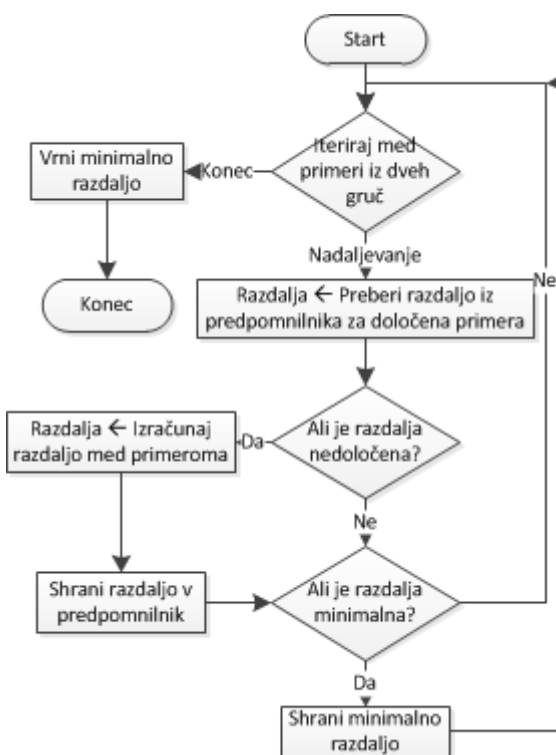 Start
Iteriraj med
primeri iz dveh
gruč
Konec
Vrni minimalno
razdaljo
Konec
Nadaljevanje
Ne
Razdalja ← Preberi razdaljo iz
predpomnilnika za določena primera
Ali je razdalja
nedoločena?
Da
Razdalja ← Izračunaj
razdaljo med primeroma
Ne
Shrani razdaljo v
predpomnilnik
Ali je razdalja
minimalna?
Da
Shrani minimalno
razdaljo